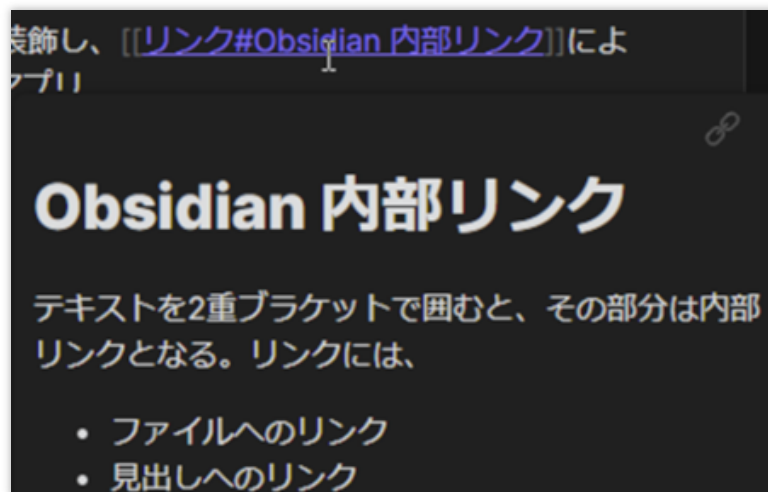 装飾し、[[リンク#Obsidian 内部リンク]]によ
アプリ
Obsidian 内部リンク
テキストを2重ブラケットで囲むと、その部分は内部
リンクとなる。リンクには、
• ファイルへのリンク
• 見出しへのリンク